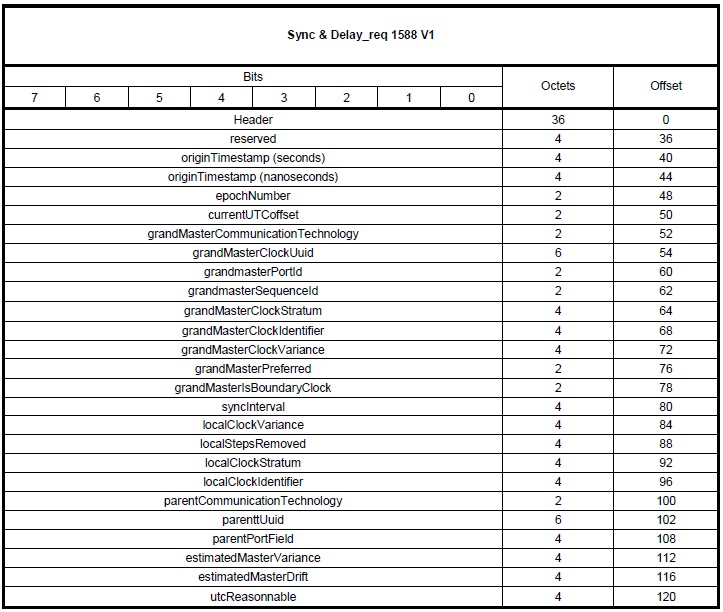 Sync & Delay_req 1588 V1
Bits Octets Offset
7 6 5 4 3 2 1 0
Header 36 0
reserved 4 36
originTimestamp (seconds) 4 40
originTimestamp (nanoseconds) 4 44
epochNumber 2 48
currentUTCoffset 2 50
grandMasterCommunicationTechnology 2 52
grandMasterClockUuid 6 54
grandmasterPortId 2 60
grandmasterSequenceId 2 62
grandMasterClockStratum 4 64
grandMasterClockIdentifier 4 68
grandMasterClockVariance 4 72
grandMasterPreferred 2 76
grandMasterIsBoundaryClock 2 78
syncInterval 4 80
localClockVariance 4 84
localStepsRemoved 4 88
localClockStratum 4 92
localClockIdentifier 4 96
parentCommunicationTechnology 2 100
parenttUuid 6 102
parentPortField 4 108
estimatedMasterVariance 4 112
estimatedMasterDrift 4 116
utcReasonnable 4 120